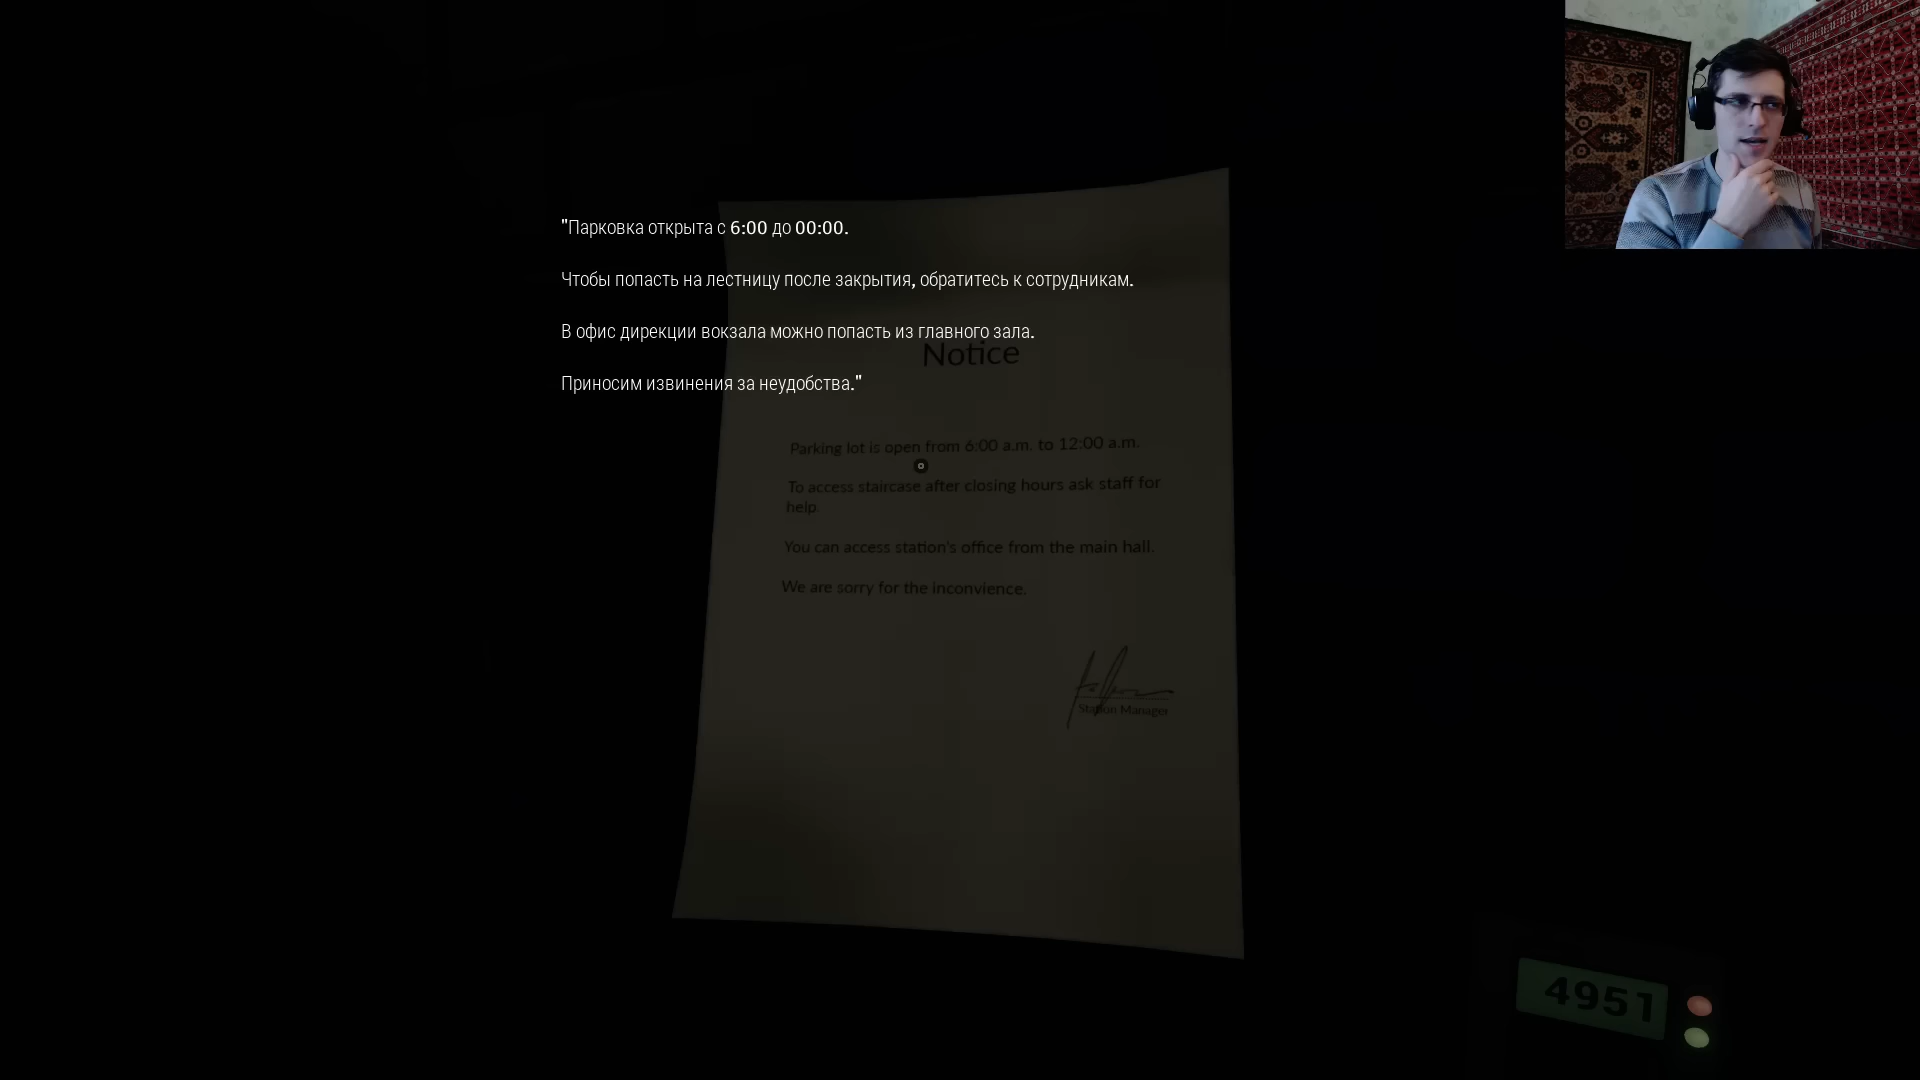 "Парковка открыта с 6:00 до 00:00.
Чтобы попасть на лестницу после закрытия, обратитесь к сотрудникам.
В офис дирекции вокзала можно попасть из главного зала.
Приносим извинения за неудобства."
Notice
Parking lot is open from 6:00 a.m. to 12:00 a.m.
To access staircase after closing hours ask staff for
help.
You can access station's office from the main hall.
We are sorry for the inconvience.
Station Manager
4951